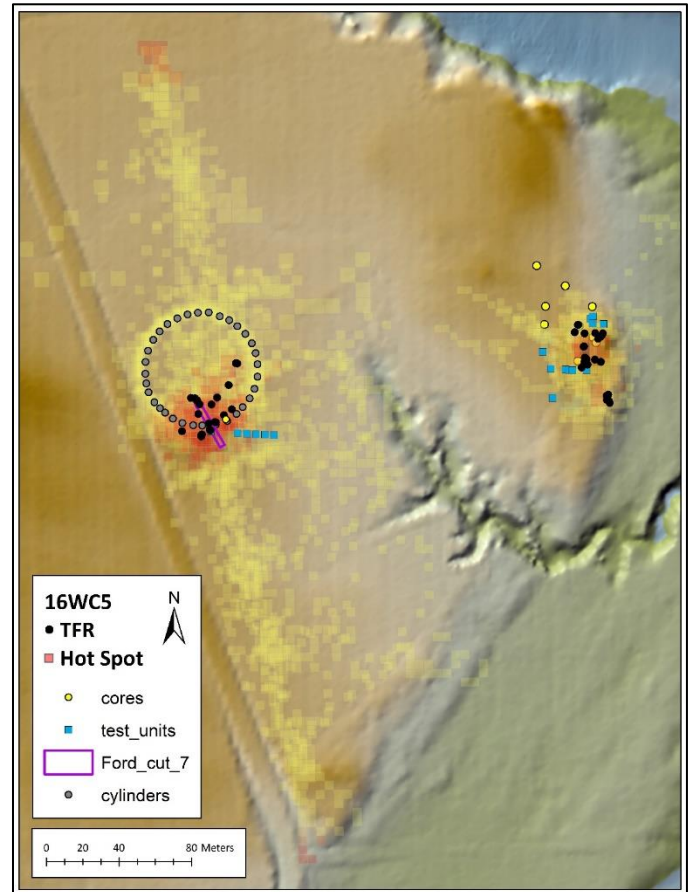 16WC5
N
TFR
Hot Spot
cores
test_units
Ford_cut_7
cylinders
0 20 40 80 Meters